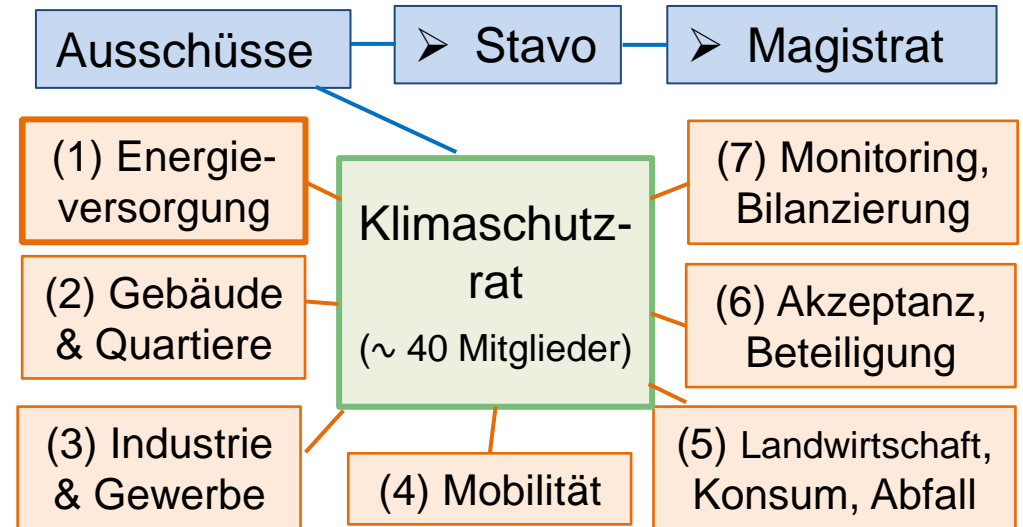 Ausschüsse
➢ Stavo
➢ Magistrat
(1) Energie-
versorgung
(2) Gebäude
& Quartiere
(3) Industrie
& Gewerbe
Klimaschutz-
rat
(~ 40 Mitglieder)
(4) Mobilität
(7) Monitoring,
Bilanzierung
(6) Akzeptanz,
Beteiligung
(5) Landwirtschaft,
Konsum, Abfall